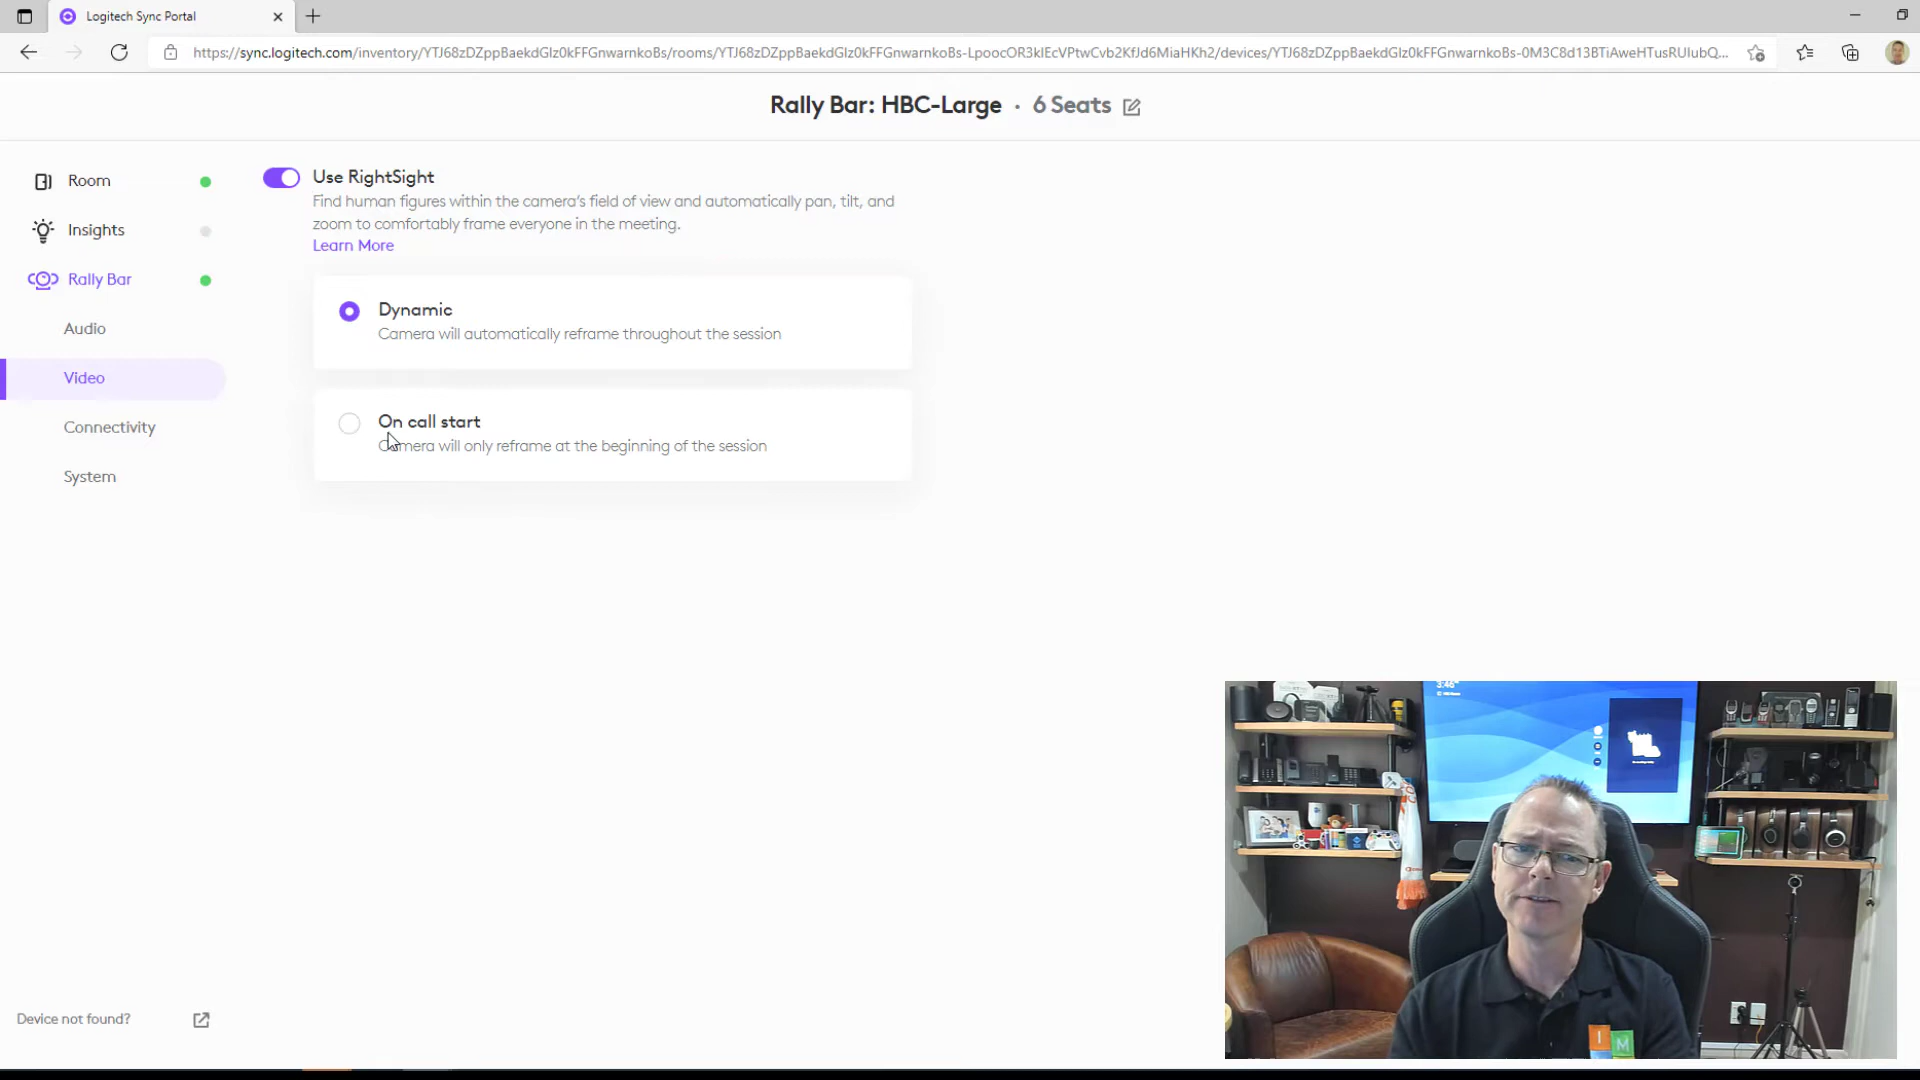 Logitech Sync Portal
https://sync.logitech.com/inventory/YTJ68zDZppBaekdGlz0kFFGnwarnkoBs/rooms/YTJ68zDZppBaekdGlz0kFFGnwarnkoBs-LpoocOR3klEcVPtwCvb2KfJd6MiaHKh2/devices/YTJ68zDZppBaekdGlz0kFFGnwarnkoBs-0M3C8d13BTiAweHTusRUlubQ...
Rally Bar: HBC-Large · 6 Seats
Room
Insights
Rally Bar
Audio
Video
Connectivity
System
Device not found?
Use RightSight
Find human figures within the camera's field of view and automatically pan, tilt, and
zoom to comfortably frame everyone in the meeting.
Learn More
Dynamic
Camera will automatically reframe throughout the session
On call start
Camera will only reframe at the beginning of the session
I M